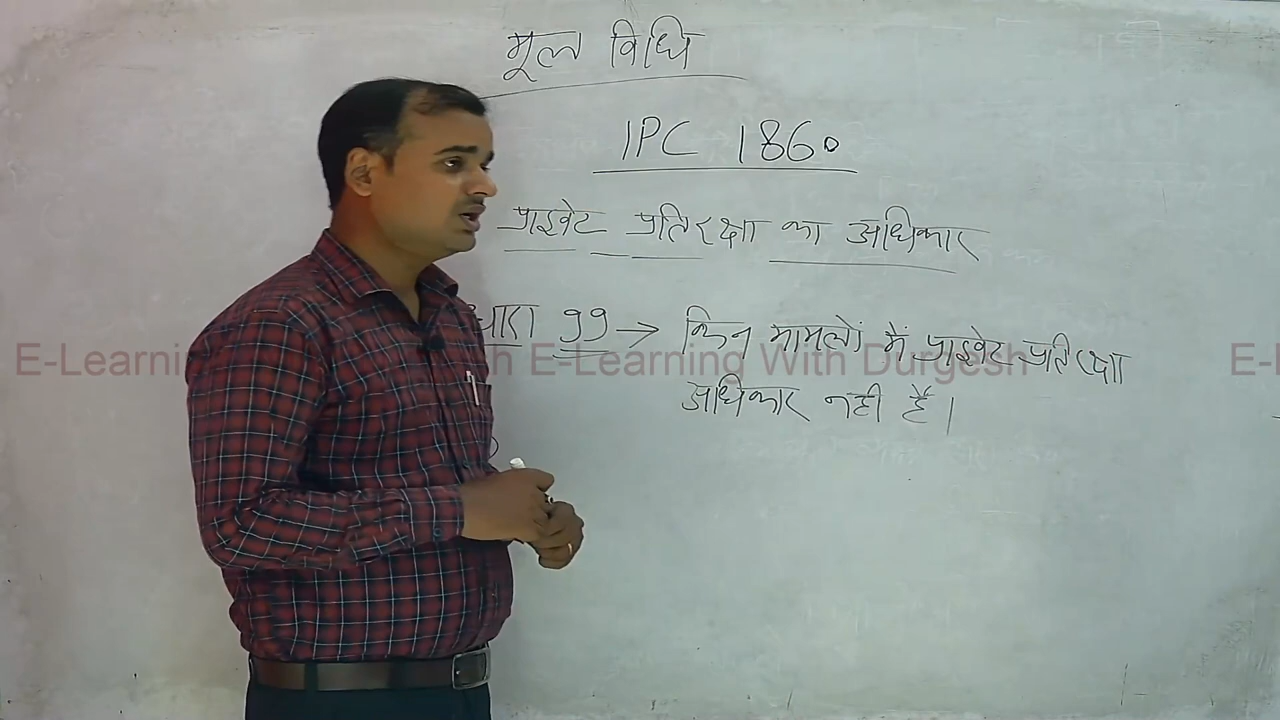 मूल विधि
IPC 1860
प्राइवेट प्रतिरक्षा का अधिकार
धारा 99 → किन मामलों में प्राइवेट प्रतिरक्षा
E-Learning With Durgesh
अधिकार नही है।